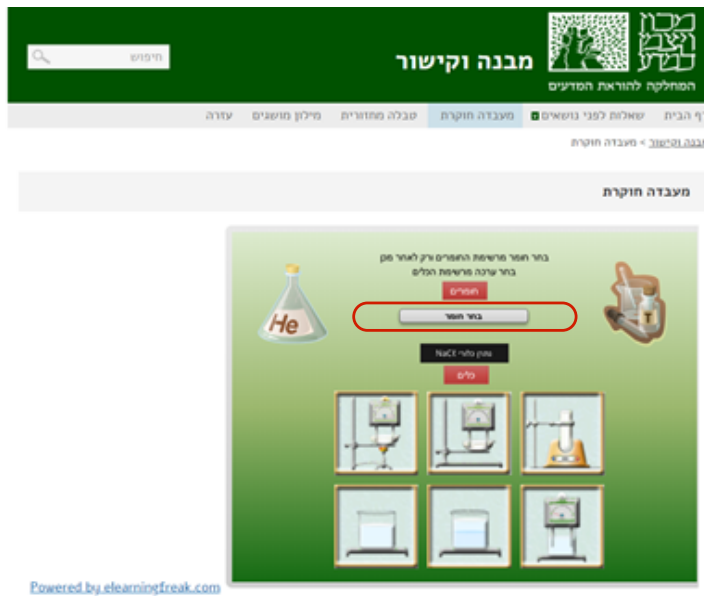 מכון ויצמן למדע
המחלקה להוראת המדעים
מבנה וקישור
חיפוש
ף הבית שאלות לפני נושאים מעבדה חוקרת טבלה מחזורית מילון מושגים עזרה
מבנה וקישור > מעבדה חוקרת
מעבדה חוקרת
בחר חומר מרשימת החומרים ורק לאחר מכן
בחר ערכה מרשימת הכלים
חומרים
He
T
בחר חומר
נתרן כלורי NaCl
כלים
Powered by elearningfreak.com